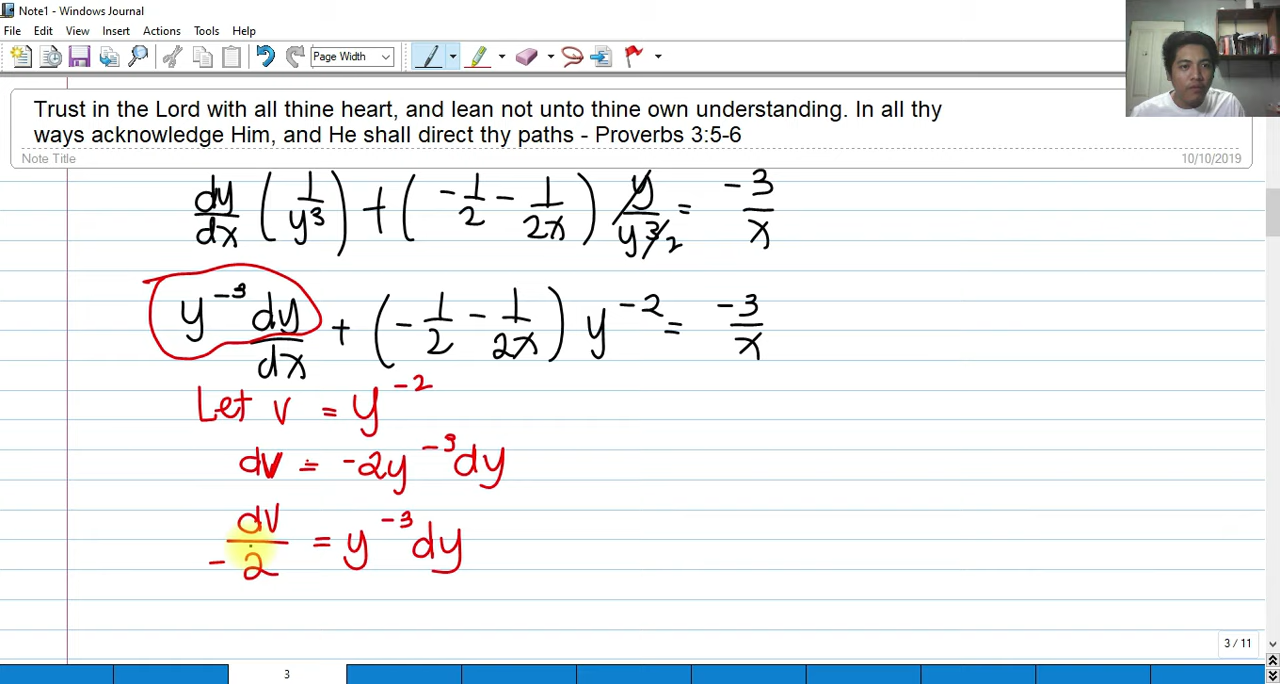 Note1 - Windows Journal
File Edit View Insert Actions Tools Help
Page Width
Trust in the Lord with all thine heart, and lean not unto thine own understanding. In all thy
ways acknowledge Him, and He shall direct thy paths - Proverbs 3:5-6
Note Title 10/10/2019
dy/dx (1/y³) + (-1/2 - 1/2x) y/y³/2 = -3/x
y⁻³ dy/dx + (-1/2 - 1/2x) y⁻² = -3/x
Let v = y⁻²
dv = -2y⁻³dy
dv/-2 = y⁻³dy
3 / 11
3